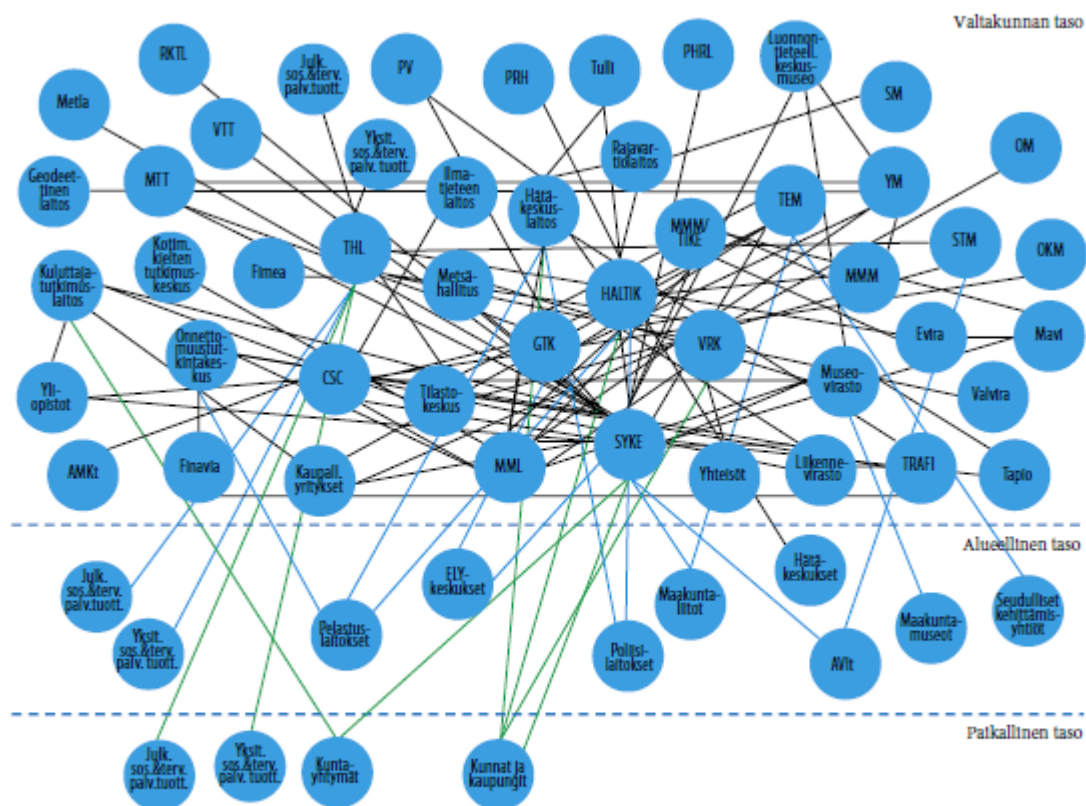 Valtakunnan taso
RKTL
Julk.
sos.&terv.
palv.tuott.
PV
PRH
Tulli
PHRL
Luonnon-
tieteell.
keskus-
museo
SM
Metla
VTT
Yksit.
sos.&terv.
palv. tuott.
Rajavar-
tiolaitos
OM
Geodeet-
tinen
laitos
MTT
Ilma-
tieteen
laitos
Hätä-
keskus-
laitos
TEM
YM
Kotim.
kielten
tutkimus-
keskus
THL
MMM/
TIKE
STM
OKM
Kuluttaja-
tutkimus-
laitos
Fimea
Metsä-
hallitus
HALTIK
MMM
Onnetto-
muustut-
kintakes-
kus
GTK
VRK
Evira
Mavi
Yli-
opistot
CSC
Tilasto-
keskus
Museo-
virasto
Valvira
SYKE
AMKt
Finavia
Kaupall.
yritykset
MML
Yhteisöt
Liikenne-
virasto
TRAFI
Tapio
Alueellinen taso
Julk.
sos.&terv.
palv.tuott.
ELY-
keskukset
Hätä-
keskukset
Yksit.
sos.&terv.
palv. tuott.
Pelastus-
laitokset
Poliisi-
laitokset
Maakunta-
liitot
AVIt
Maakunta-
museot
Seudulliset
kehittämis-
yhtiöt
Paikallinen taso
Julk.
sos.&terv.
palv.tuott.
Yksit.
sos.&terv.
palv. tuott.
Kunta-
yhtymät
Kunnat ja
kaupungit